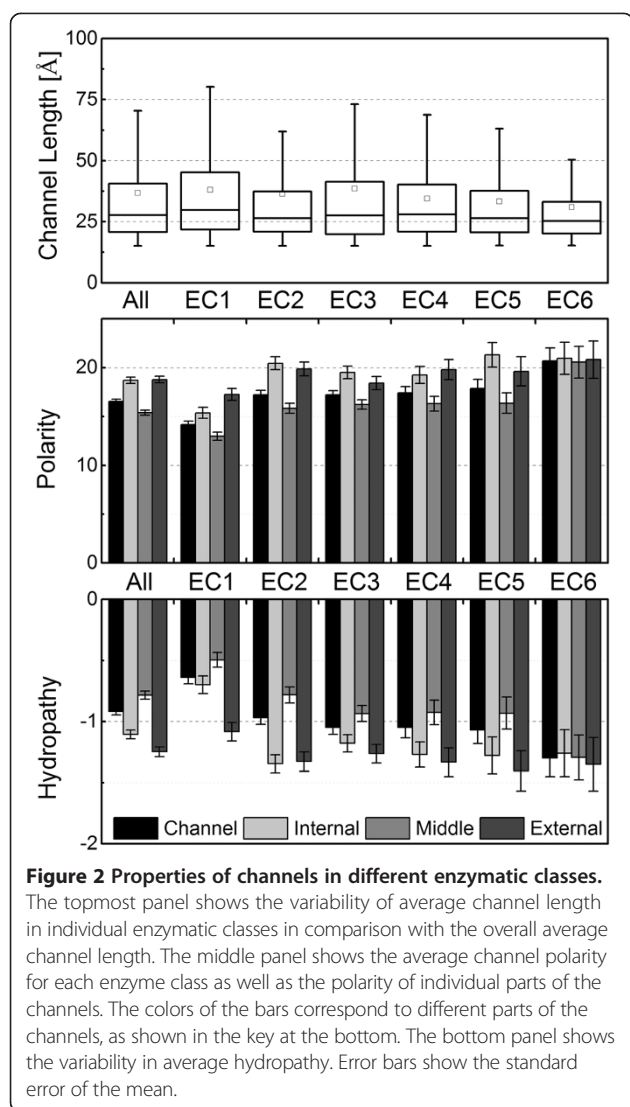 Channel Length [Å]
100
75
50
25
0
All EC1 EC2 EC3 EC4 EC5 EC6
Polarity
20
10
0
All EC1 EC2 EC3 EC4 EC5 EC6
Hydropathy
0
-1
-2
Channel Internal Middle External
Figure 2 Properties of channels in different enzymatic classes.
The topmost panel shows the variability of average channel length
in individual enzymatic classes in comparison with the overall average
channel length. The middle panel shows the average channel polarity
for each enzyme class as well as the polarity of individual parts of the
channels. The colors of the bars correspond to different parts of the
channels, as shown in the key at the bottom. The bottom panel shows
the variability in average hydropathy. Error bars show the standard
error of the mean.